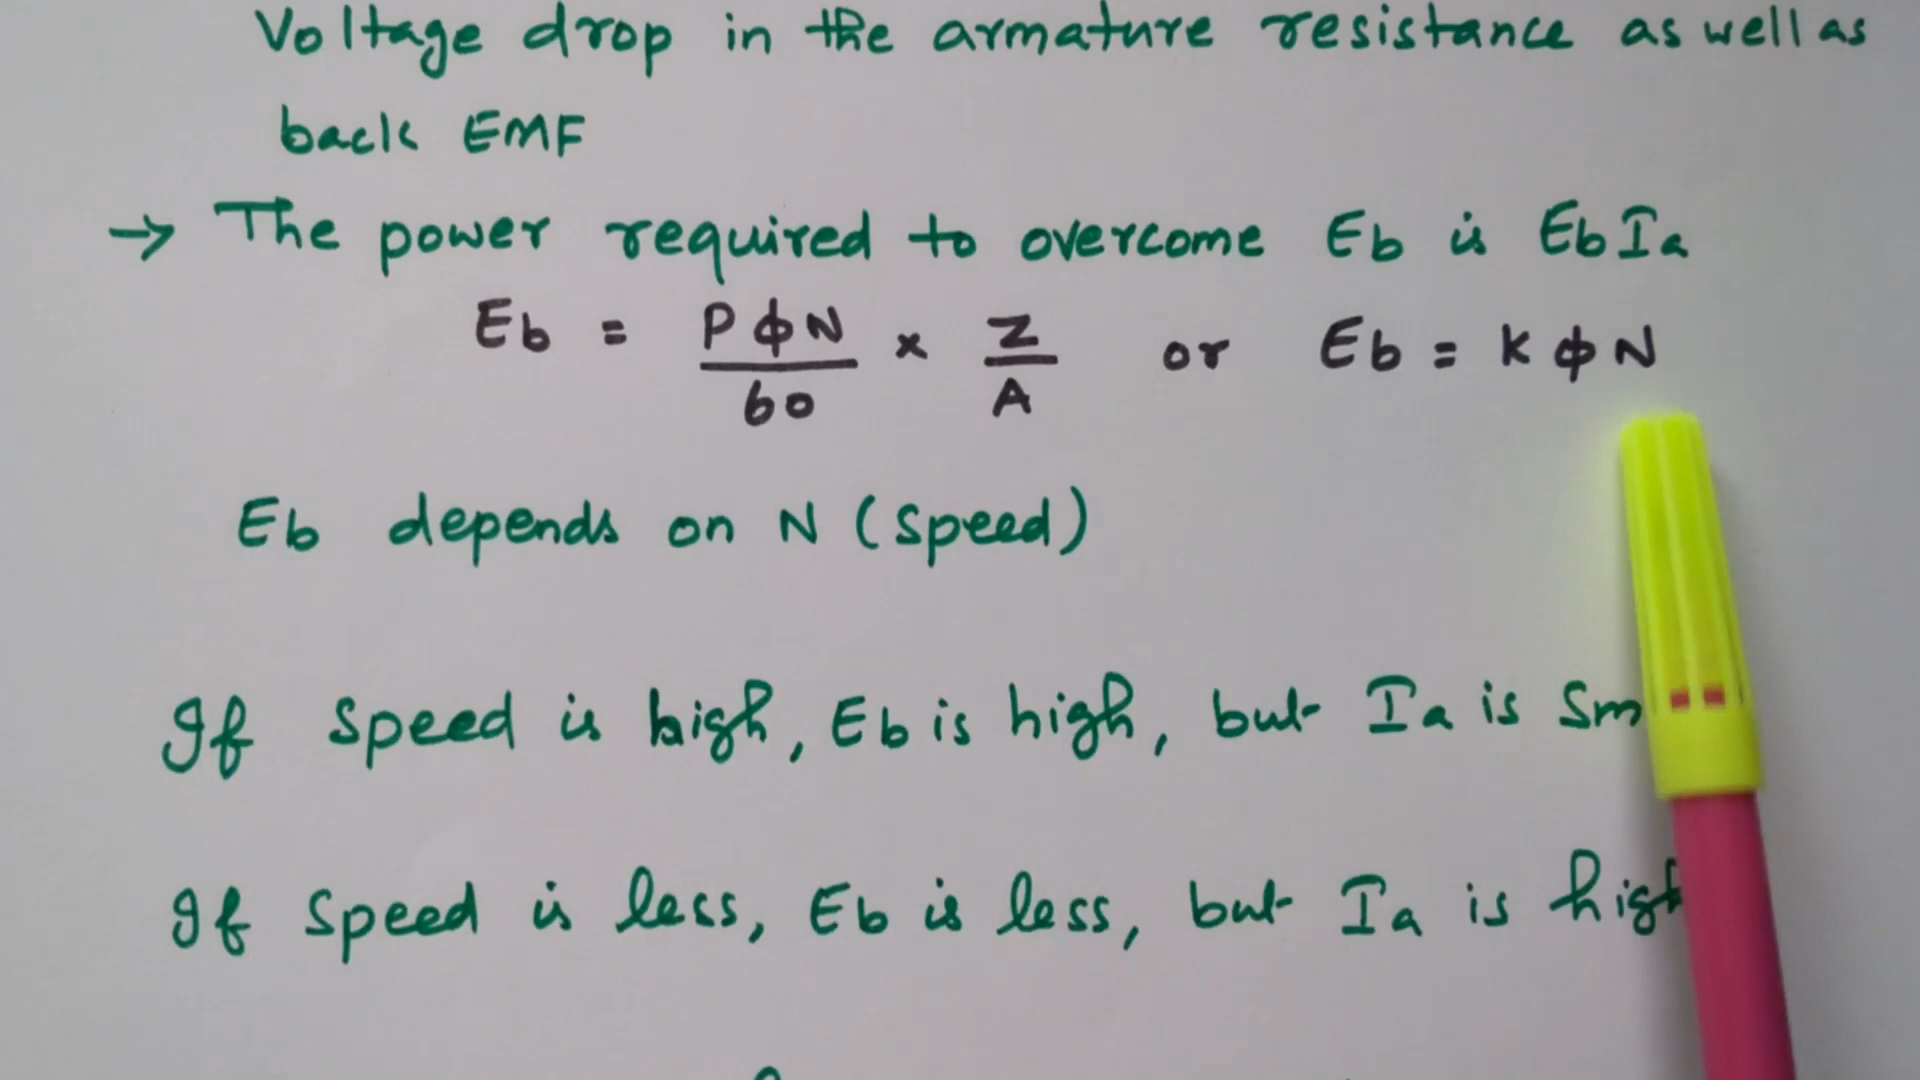 Voltage drop in the armature resistance as well as
back EMF
→ The power required to overcome Eb is EbIa
Eb = PϕN/60 × Z/A or Eb = KϕN
Eb depends on N (Speed)
If Speed is high, Eb is high, but Ia is Sm
If Speed is less, Eb is less, but Ia is high